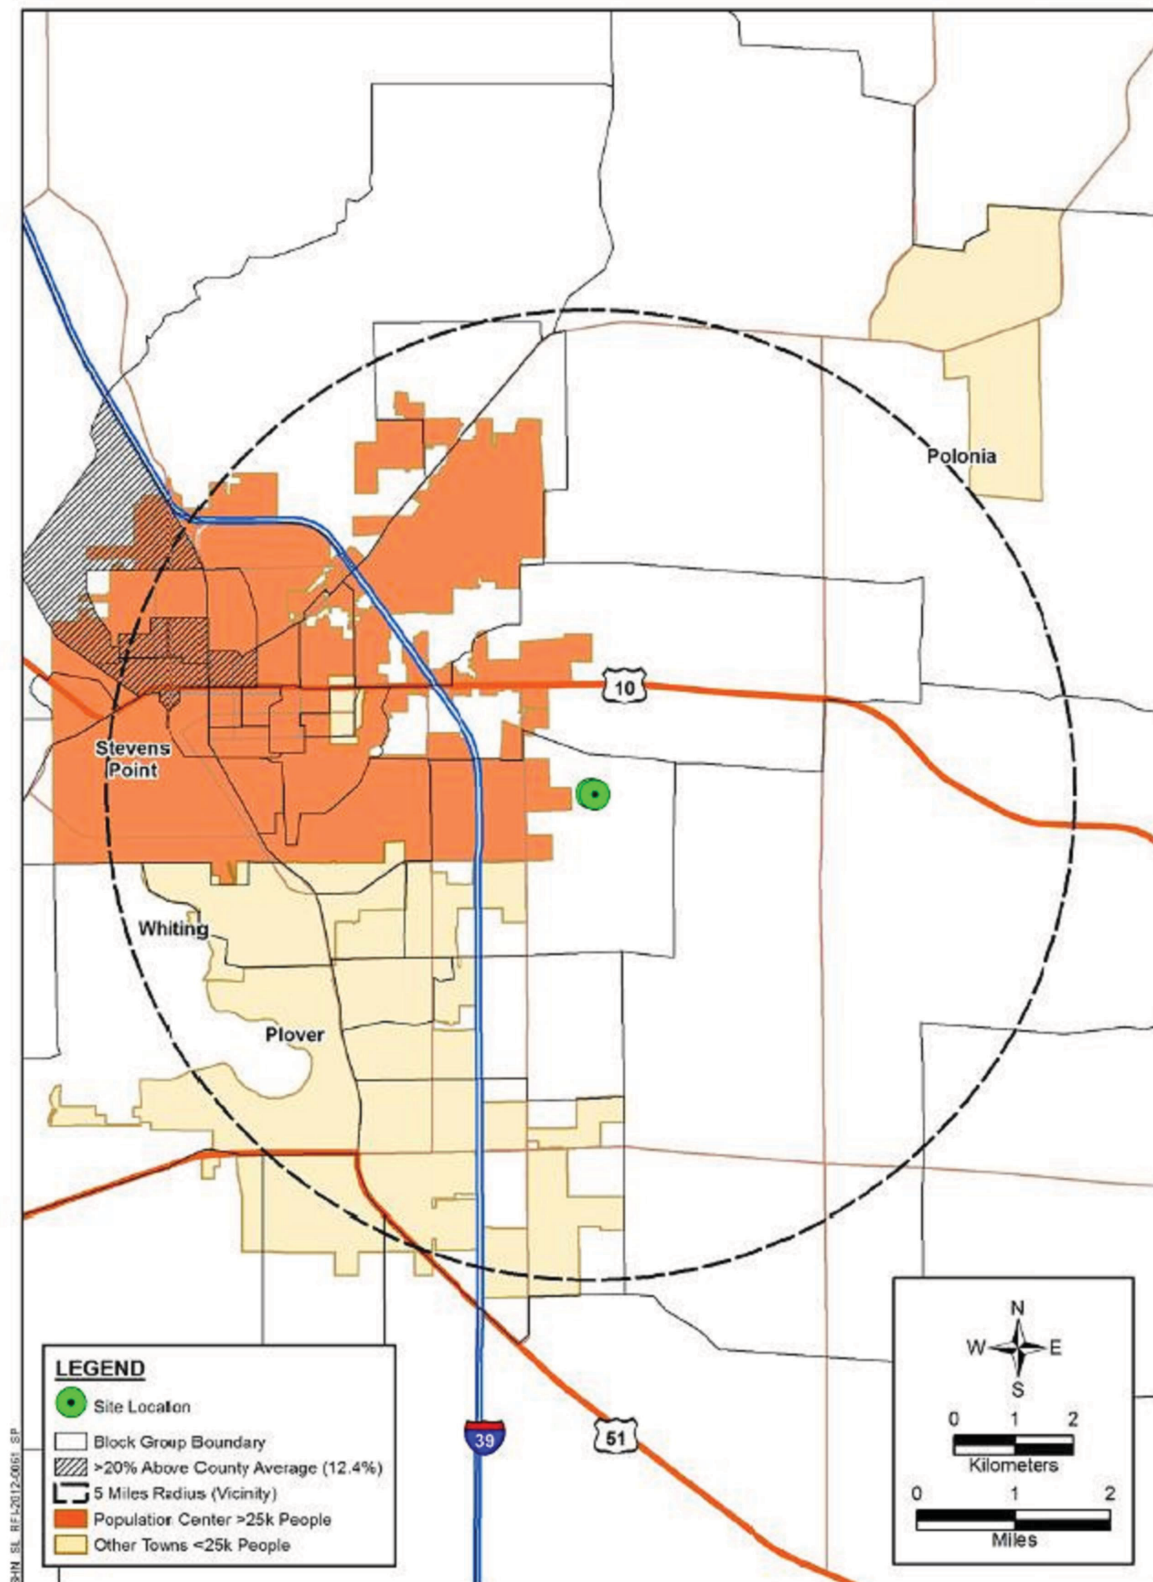 Polonia
10
Stevens
Point
Whiting
Plover
39
51
LEGEND
Site Location
Block Group Boundary
>20% Above County Average (12.4%)
5 Miles Radius (Vicinity)
Population Center >25k People
Other Towns <25k People
N
W E
S
0 1 2
Kilometers
0 1 2
Miles